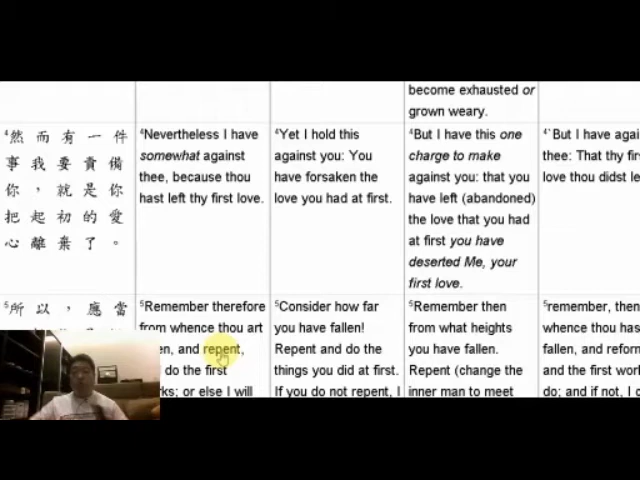 become exhausted or
grown weary.
⁴然而有一件
事我要責備
你，就是你
把起初的愛
心離棄了。
⁴Nevertheless I have
somewhat against
thee, because thou
hast left thy first love.
⁴Yet I hold this
against you: You
have forsaken the
love you had at first.
⁴But I have this one
charge to make
against you: that you
have left (abandoned)
the love that you had
at first you have
deserted Me, your
first love.
⁴`But I have
thee: That thy
love thou didst
⁵所以，應當
⁵Remember therefore
from whence thou art
and repent,
do the first
or else I will
⁵Consider how far
you have fallen!
Repent and do the
things you did at first.
If you do not repent, I
⁵Remember then
from what heights
you have fallen.
Repent (change the
inner man to meet
⁵remember, then
whence thou
fallen, and
and the first
do; and if not, I